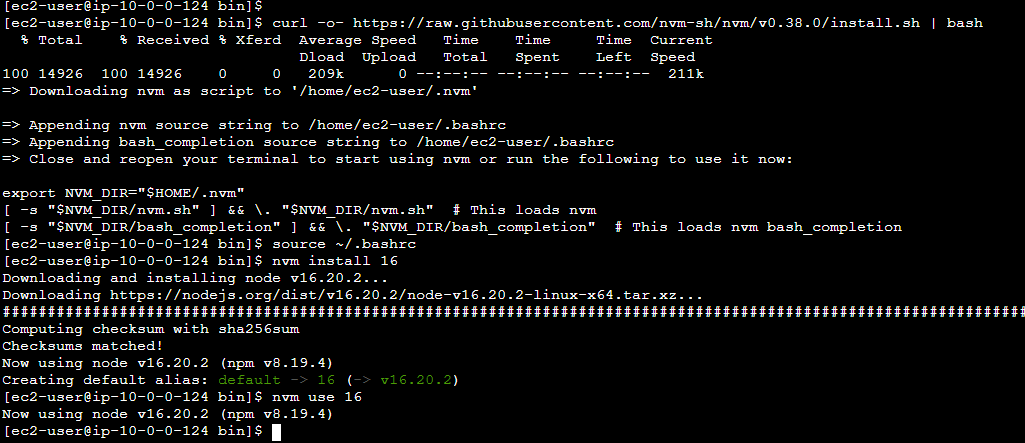 [ec2-user@ip-10-0-0-124 bin]$
[ec2-user@ip-10-0-0-124 bin]$ curl -o- https://raw.githubusercontent.com/nvm-sh/nvm/v0.38.0/install.sh | bash
  % Total    % Received % Xferd  Average Speed   Time    Time     Time  Current
                                 Dload  Upload   Total   Spent    Left  Speed
100 14926  100 14926    0     0   209k      0 --:--:-- --:--:-- --:--:--  211k
=> Downloading nvm as script to '/home/ec2-user/.nvm'

=> Appending nvm source string to /home/ec2-user/.bashrc
=> Appending bash_completion source string to /home/ec2-user/.bashrc
=> Close and reopen your terminal to start using nvm or run the following to use it now:

export NVM_DIR="$HOME/.nvm"
[ -s "$NVM_DIR/nvm.sh" ] && \. "$NVM_DIR/nvm.sh"  # This loads nvm
[ -s "$NVM_DIR/bash_completion" ] && \. "$NVM_DIR/bash_completion"  # This loads nvm bash_completion
[ec2-user@ip-10-0-0-124 bin]$ source ~/.bashrc
[ec2-user@ip-10-0-0-124 bin]$ nvm install 16
Downloading and installing node v16.20.2...
Downloading https://nodejs.org/dist/v16.20.2/node-v16.20.2-linux-x64.tar.xz...
####################################################################################################################
Computing checksum with sha256sum
Checksums matched!
Now using node v16.20.2 (npm v8.19.4)
Creating default alias: default -> 16 (-> v16.20.2)
[ec2-user@ip-10-0-0-124 bin]$ nvm use 16
Now using node v16.20.2 (npm v8.19.4)
[ec2-user@ip-10-0-0-124 bin]$